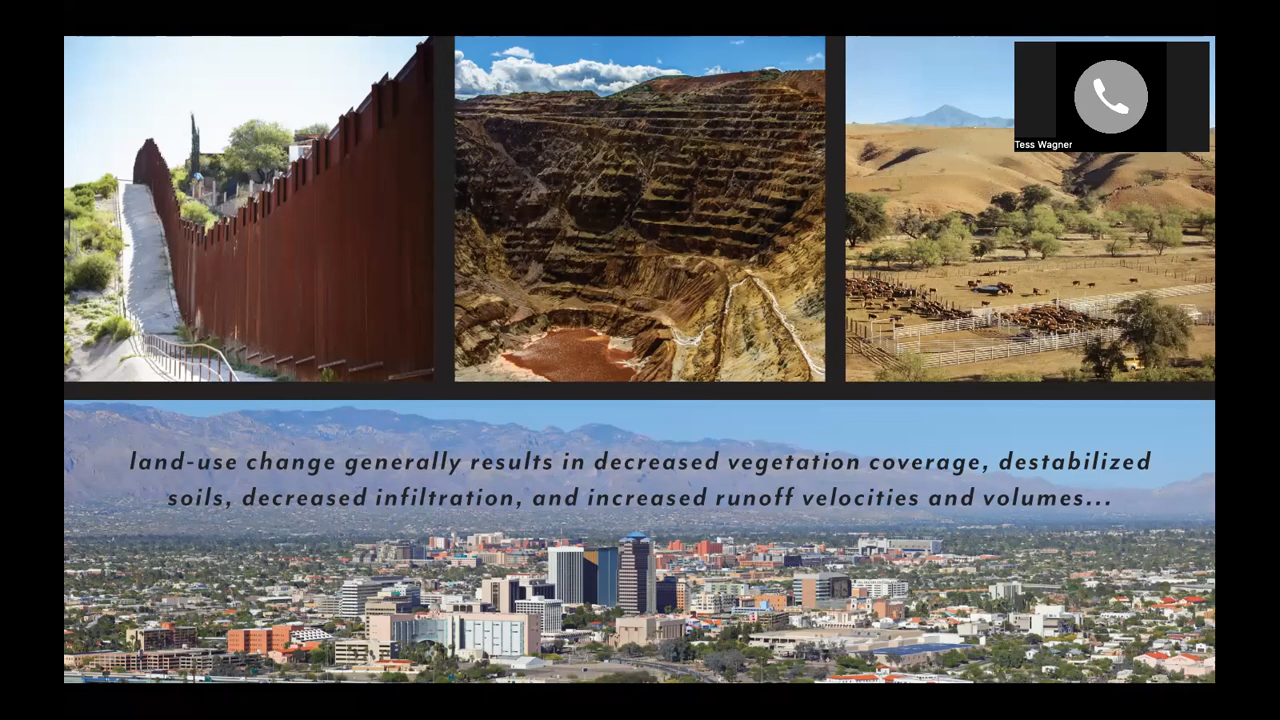 Tess Wagner
land-use change generally results in decreased vegetation coverage, destabilized
soils, decreased infiltration, and increased runoff velocities and volumes...